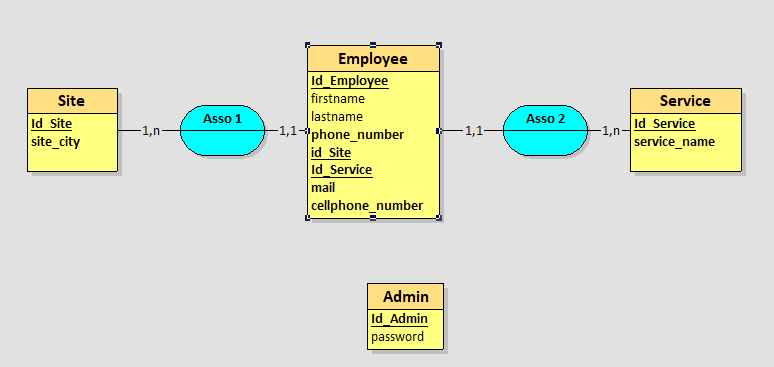 Site
Id_Site
site_city
1,n
Asso 1
1,1
Employee
Id_Employee
firstname
lastname
phone_number
id_Site
Id_Service
mail
cellphone_number
1,1
Asso 2
1,n
Service
Id_Service
service_name
Admin
Id_Admin
password